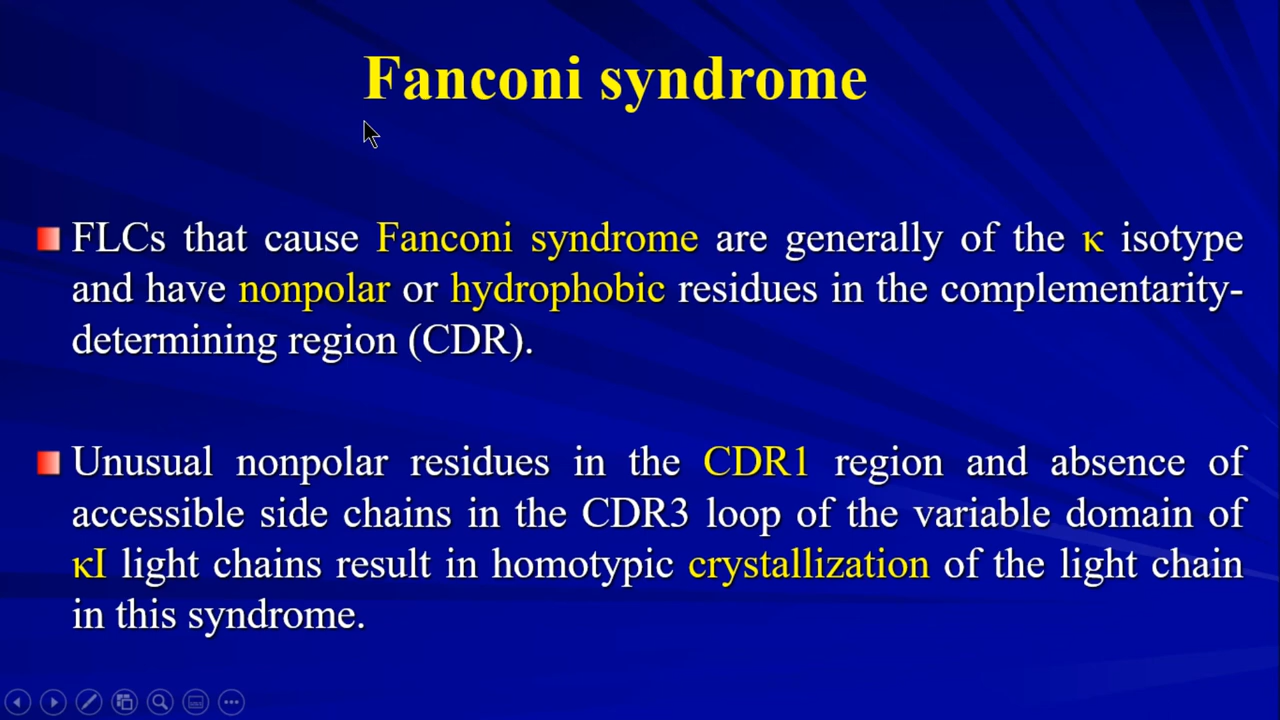 Fanconi syndrome
FLCs that cause Fanconi syndrome are generally of the κ isotype
and have nonpolar or hydrophobic residues in the complementarity-
determining region (CDR).
Unusual nonpolar residues in the CDR1 region and absence of
accessible side chains in the CDR3 loop of the variable domain of
κI light chains result in homotypic crystallization of the light chain
in this syndrome.